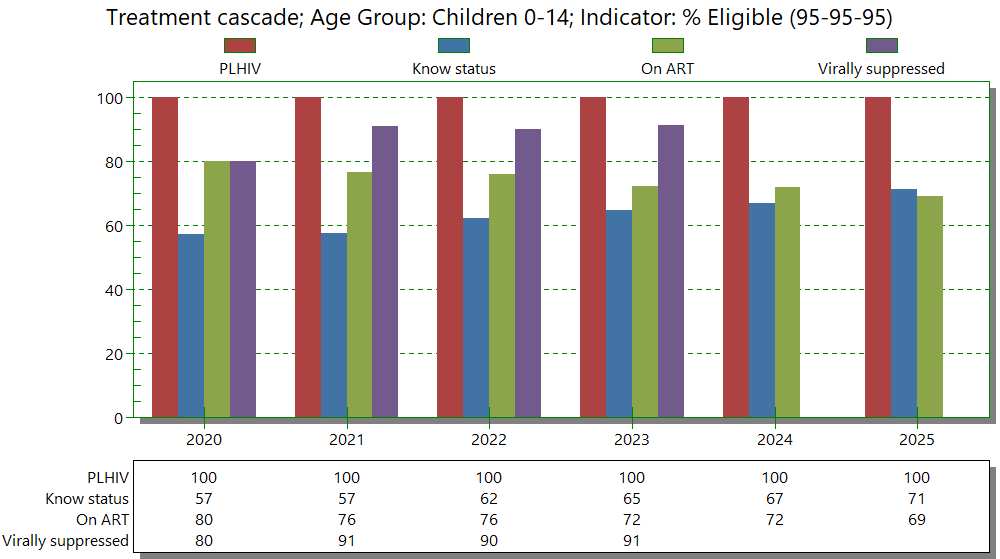 Treatment cascade; Age Group: Children 0-14; Indicator: % Eligible (95-95-95)
PLHIV Know status On ART Virally suppressed
100
80
60
40
20
0
2020 2021 2022 2023 2024 2025
PLHIV 100 100 100 100 100 100
Know status 57 57 62 65 67 71
On ART 80 76 76 72 72 69
Virally suppressed 80 91 90 91